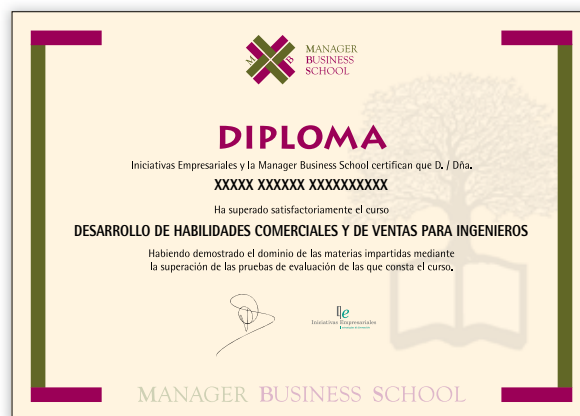 M
B
MANAGER
BUSINESS
SCHOOL
DIPLOMA
Iniciativas Empresariales y la Manager Business School certifican que D. / Dña.
XXXXX XXXXXX XXXXXXXXXX
Ha superado satisfactoriamente el curso
DESARROLLO DE HABILIDADES COMERCIALES Y DE VENTAS PARA INGENIEROS
Habiendo demostrado el dominio de las materias impartidas mediante
la superación de las pruebas de evaluación de las que consta el curso.
Iniciativas Empresariales
MANAGER BUSINESS SCHOOL